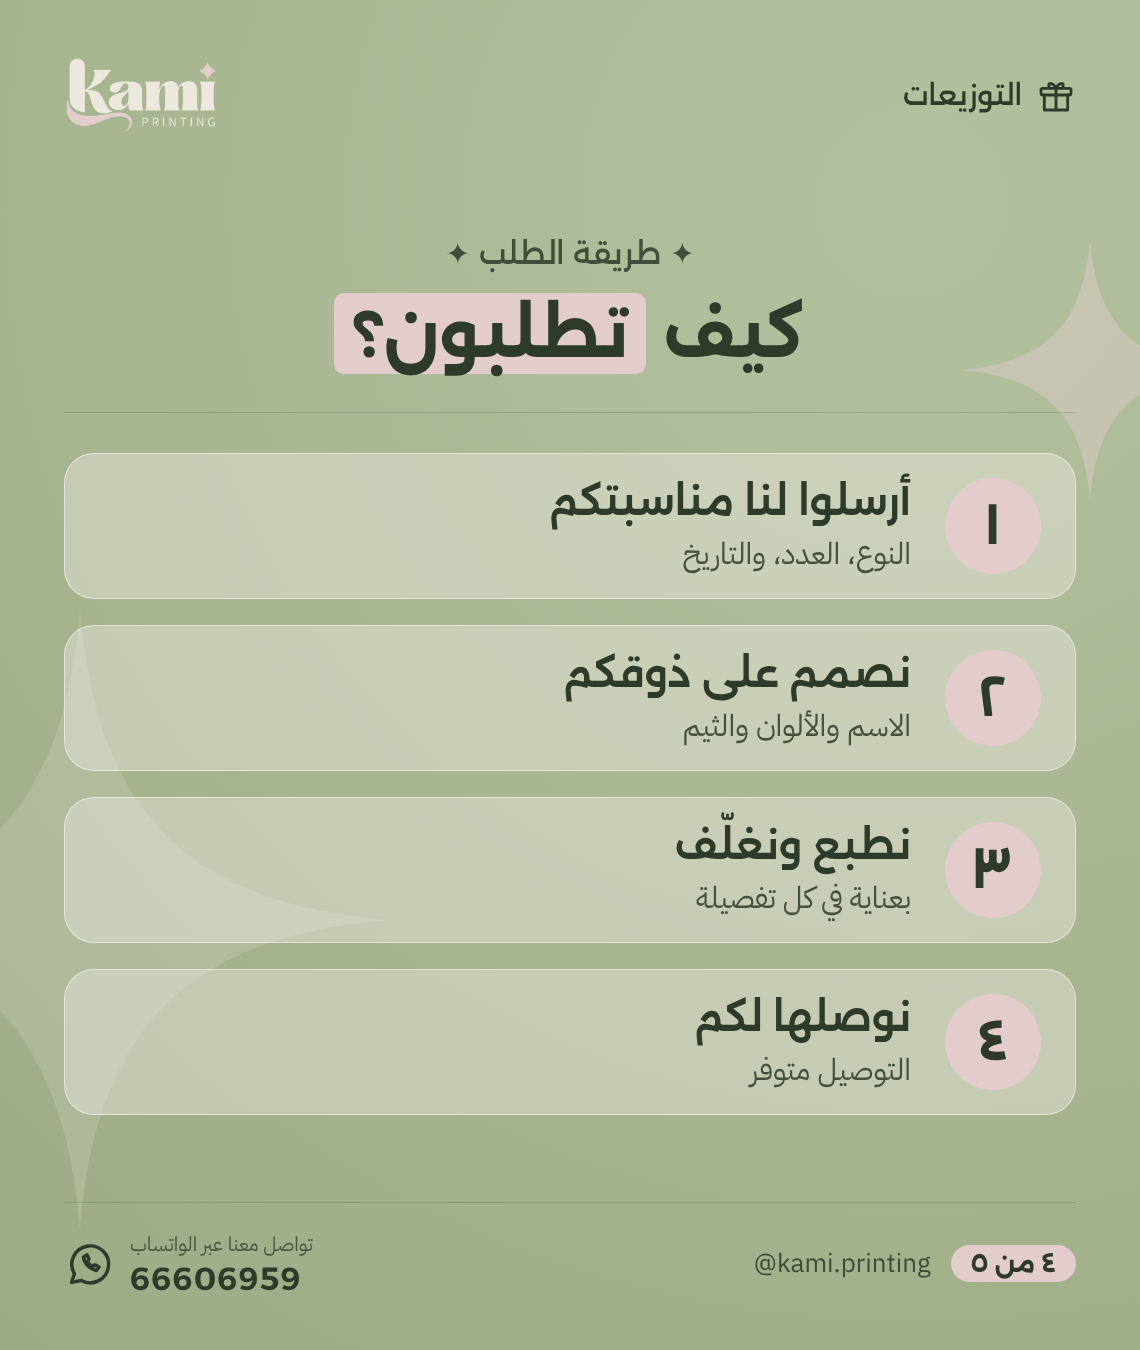 التوزيعات
kami
PRINTING
✦ طريقة الطلب ✦
كيف تطلبون؟
١
أرسلوا لنا مناسبتكم
النوع، العدد، والتاريخ
٢
نصمم على ذوقكم
الاسم والألوان والثيم
٣
نطبع ونغلّف
بعناية في كل تفصيلة
٤
نوصلها لكم
التوصيل متوفر
٤ من ٥
@kami.printing
تواصل معنا عبر الواتساب
66606959